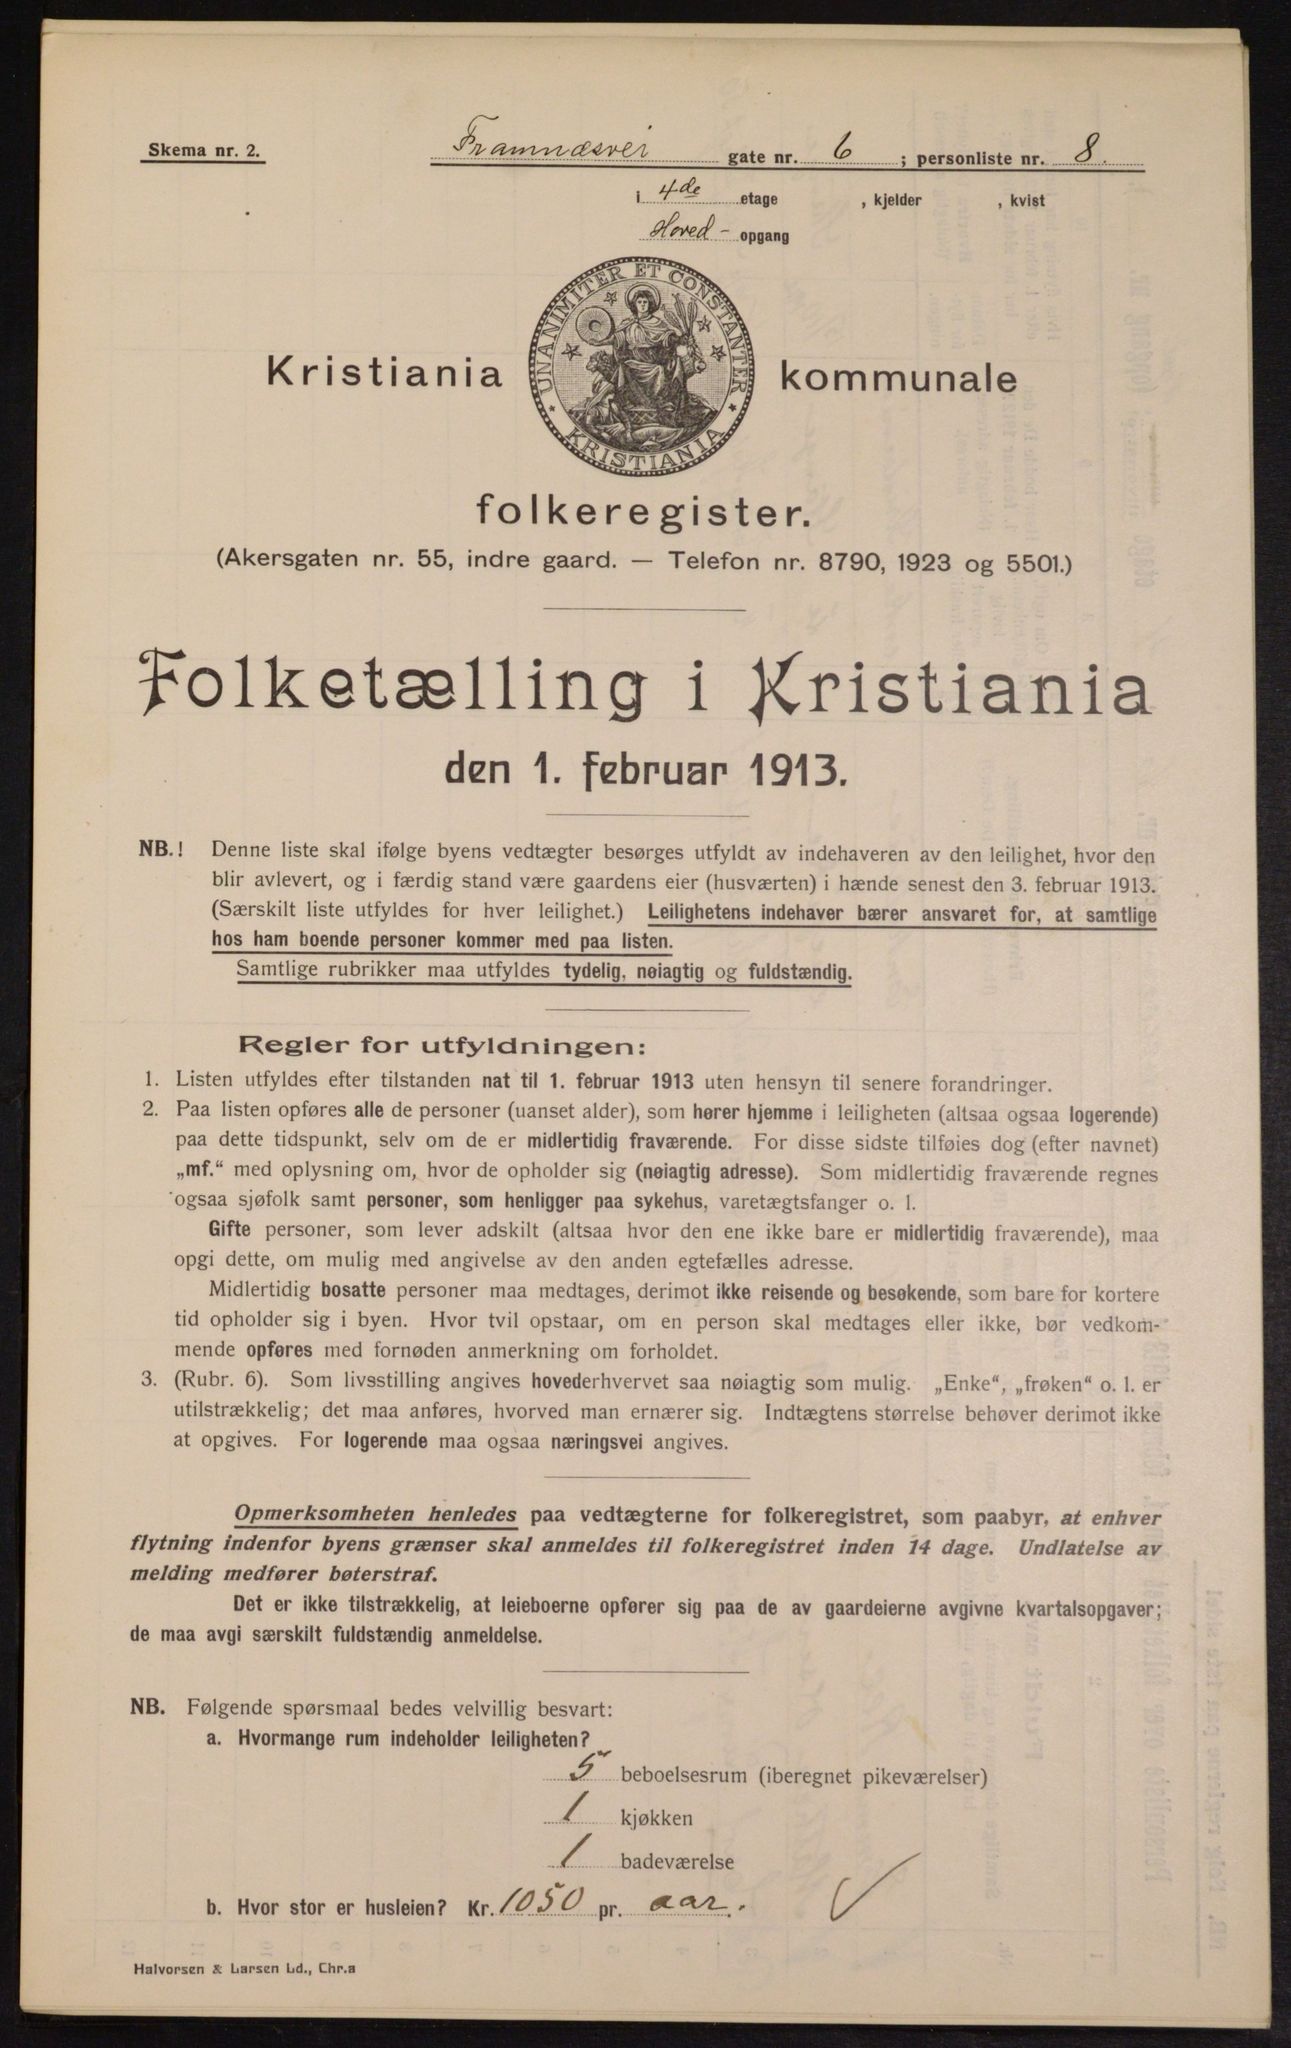 Skema nr. 2.
Framnæsvei gate nr. 6 ; personliste nr. 8.
i 4de etage , kjelder , kvist
Hoved- opgang
UNANIMITER ET CONSTANTER
KRISTIANIA
Kristiania kommunale
folkeregister.
(Akersgaten nr. 55, indre gaard. — Telefon nr. 8790, 1923 og 5501.)
Folketælling i Kristiania
den 1. februar 1913.
NB.! Denne liste skal ifølge byens vedtægter besørges utfyldt av indehaveren av den leilighet, hvor den
blir avlevert, og i færdig stand være gaardens eier (husværten) i hænde senest den 3. februar 1913.
(Særskilt liste utfyldes for hver leilighet.) Leilighetens indehaver bærer ansvaret for, at samtlige
hos ham boende personer kommer med paa listen.
Samtlige rubrikker maa utfyldes tydelig, nøiagtig og fuldstændig.
Regler for utfyldningen:
1. Listen utfyldes efter tilstanden nat til 1. februar 1913 uten hensyn til senere forandringer.
2. Paa listen opføres alle de personer (uanset alder), som hører hjemme i leiligheten (altsaa ogsaa logerende)
paa dette tidspunkt, selv om de er midlertidig fraværende. For disse sidste tilføies dog (efter navnet)
„mf.“ med oplysning om, hvor de opholder sig (nøiagtig adresse). Som midlertidig fraværende regnes
ogsaa sjøfolk samt personer, som henligger paa sykehus, varetægtsfanger o. l.
Gifte personer, som lever adskilt (altsaa hvor den ene ikke bare er midlertidig fraværende), maa
opgi dette, om mulig med angivelse av den anden egtefælles adresse.
Midlertidig bosatte personer maa medtages, derimot ikke reisende og besøkende, som bare for kortere
tid opholder sig i byen. Hvor tvil opstaar, om en person skal medtages eller ikke, bør vedkom-
mende opføres med fornøden anmerkning om forholdet.
3. (Rubr. 6). Som livsstilling angives hovederhvervet saa nøiagtig som mulig. „Enke“, „frøken“ o. l. er
utilstrækkelig; det maa anføres, hvorved man ernærer sig. Indtægtens størrelse behøver derimot ikke
at opgives. For logerende maa ogsaa næringsvei angives.
Opmerksomheten henledes paa vedtægterne for folkeregistret, som paabyr, at enhver
flytning indenfor byens grænser skal anmeldes til folkeregistret inden 14 dage. Undlatelse av
melding medfører bøterstraf.
Det er ikke tilstrækkelig, at leieboerne opfører sig paa de av gaardeierne avgivne kvartalsopgaver;
de maa avgi særskilt fuldstændig anmeldelse.
NB. Følgende spørsmaal bedes velvillig besvart:
a. Hvormange rum indeholder leiligheten?
5 beboelsesrum (iberegnet pikeværelser)
1 kjøkken
1 badeværelse
b. Hvor stor er husleien? Kr. 1050 pr. aar.
Halvorsen & Larsen Ld., Chr.a